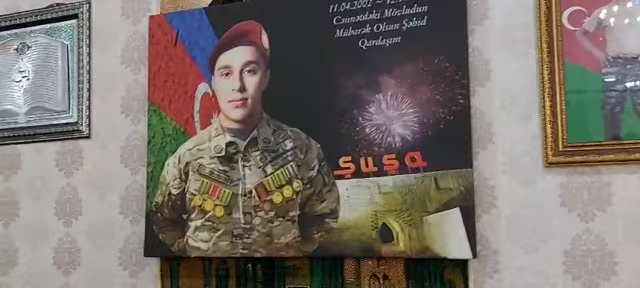 11.04.2002 ~
Cənnətdəki Mövludun
Mübarək Olsun Şəhid
Qardaşım
Şuşa